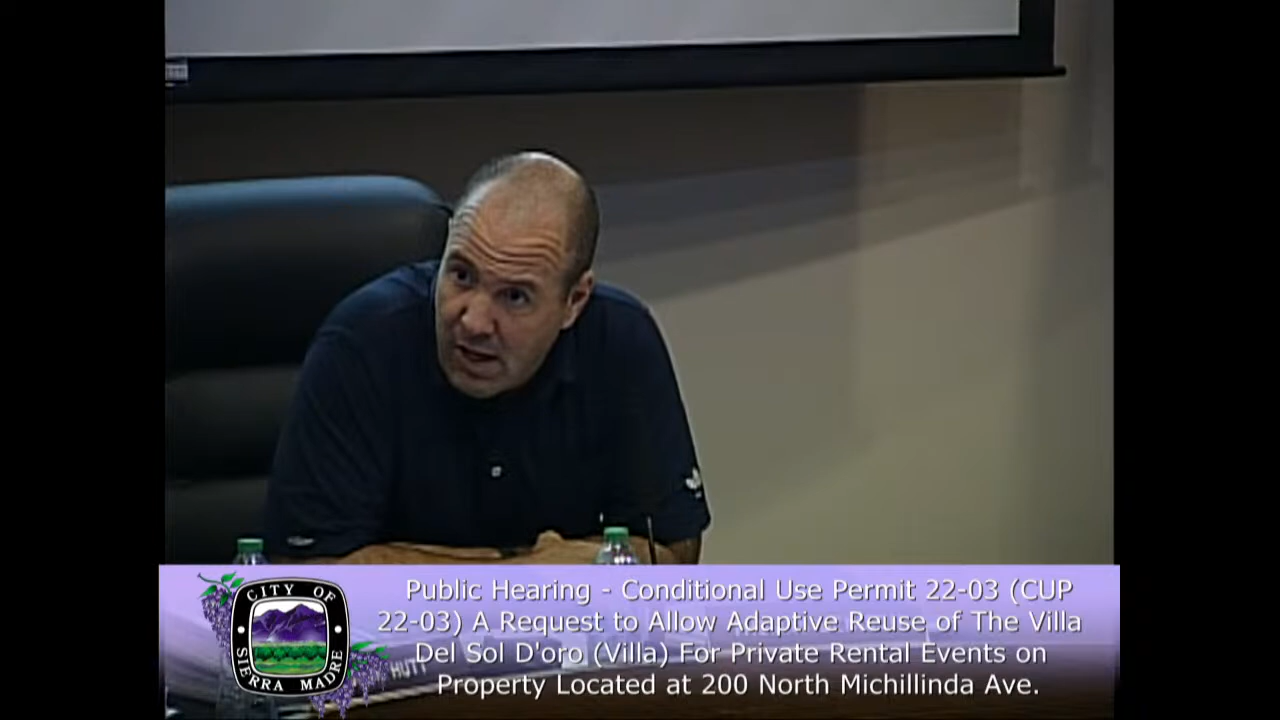 Public Hearing - Conditional Use Permit 22-03 (CUP
22-03) A Request to Allow Adaptive Reuse of The Villa
Del Sol D'oro (Villa) For Private Rental Events on
Property Located at 200 North Michillinda Ave.
CITY OF
SIERRA MADRE
HUTT